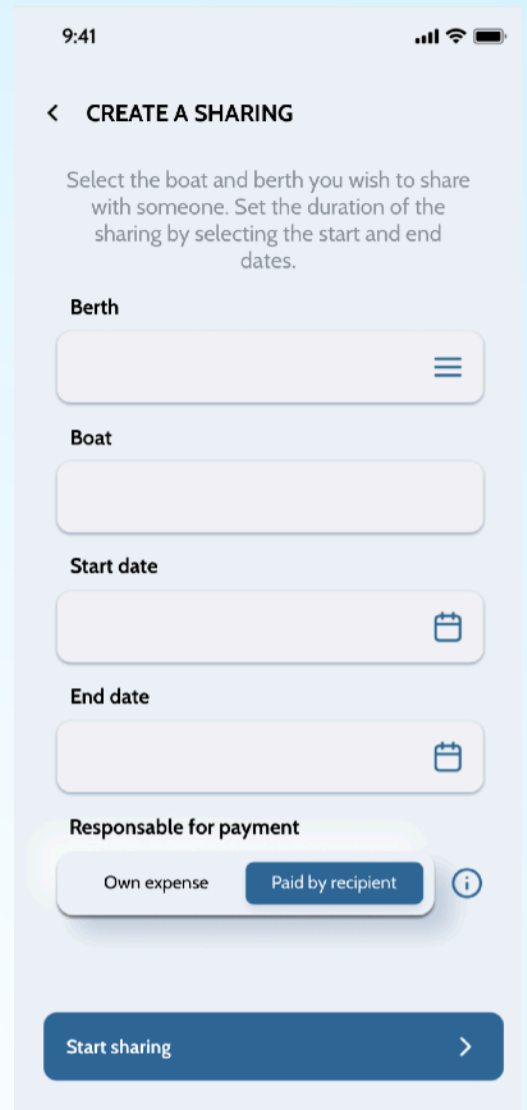 9:41
CREATE A SHARING
Select the boat and berth you wish to share
with someone. Set the duration of the
sharing by selecting the start and end
dates.
Berth
Boat
Start date
End date
Responsable for payment
Own expense
Paid by recipient
Start sharing